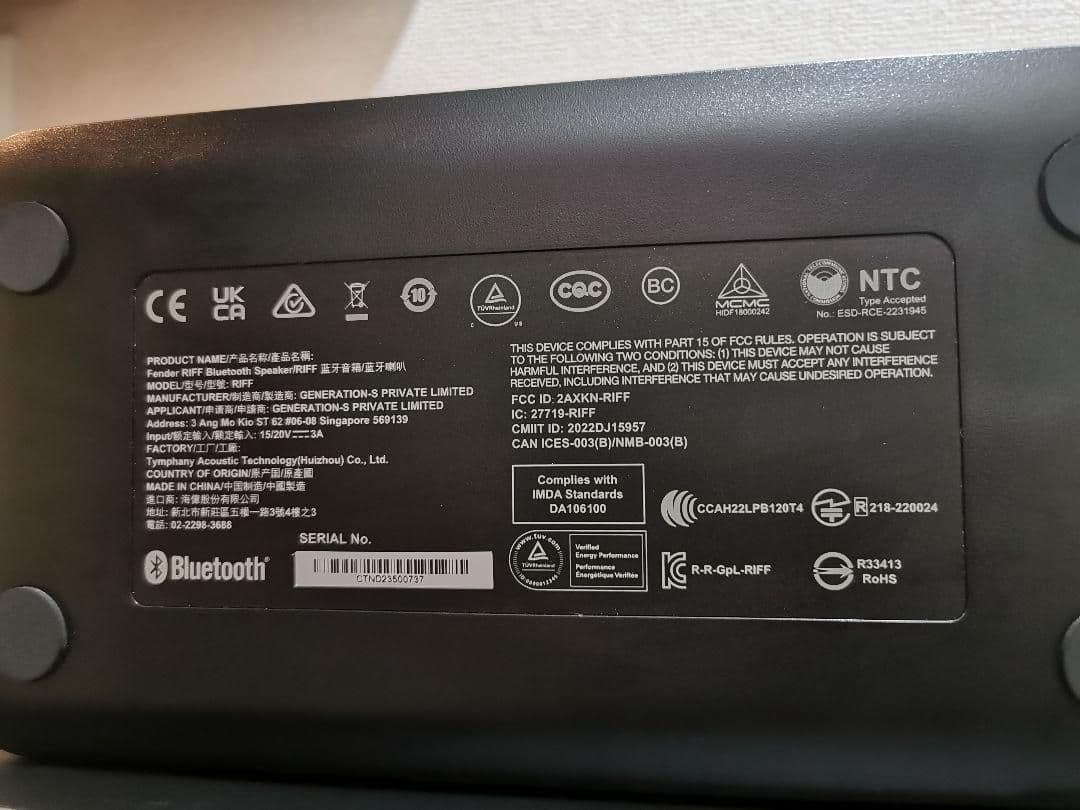 CE
UK
CA
10
TÜVRheinland
C US
CQC
BC
MCMC
HIDF18000242
NTC
Type Accepted
No.: ESD-RCE-2231945
PRODUCT NAME/产品名称/產品名稱:
Fender RIFF Bluetooth Speaker/RIFF 蓝牙音箱/藍牙喇叭
MODEL/型号/型號: RIFF
MANUFACTURER/制造商/製造商: GENERATION-S PRIVATE LIMITED
APPLICANT/申请商/申請商: GENERATION-S PRIVATE LIMITED
Address: 3 Ang Mo Kio ST 62 #06-08 Singapore 569139
Input/额定输入/額定輸入: 15/20V⎓3A
FACTORY/工厂/工廠:
Tymphany Acoustic Technology(Huizhou) Co., Ltd.
COUNTRY OF ORIGIN/原产国/原產國
MADE IN CHINA/中国制造/中國製造
進口商: 海偉股份有限公司
地址: 新北市新莊區五權一路3號4樓之3
電話: 02-2298-3688
Bluetooth®
SERIAL No.
CTND23500737
THIS DEVICE COMPLIES WITH PART 15 OF FCC RULES. OPERATION IS SUBJECT
TO THE FOLLOWING TWO CONDITIONS: (1) THIS DEVICE MAY NOT CAUSE
HARMFUL INTERFERENCE, AND (2) THIS DEVICE MUST ACCEPT ANY INTERFERENCE
RECEIVED, INCLUDING INTERFERENCE THAT MAY CAUSE UNDESIRED OPERATION.
FCC ID: 2AXKN-RIFF
IC: 27719-RIFF
CMIIT ID: 2022DJ15957
CAN ICES-003(B)/NMB-003(B)
Complies with
IMDA Standards
DA106100
CCAH22LPB120T4
R 218-220024
www.tuv.com
TÜVRheinland
Verified
Energy Performance
Performance
Énergétique Vérifiée
R-R-GpL-RIFF
R33413
RoHS